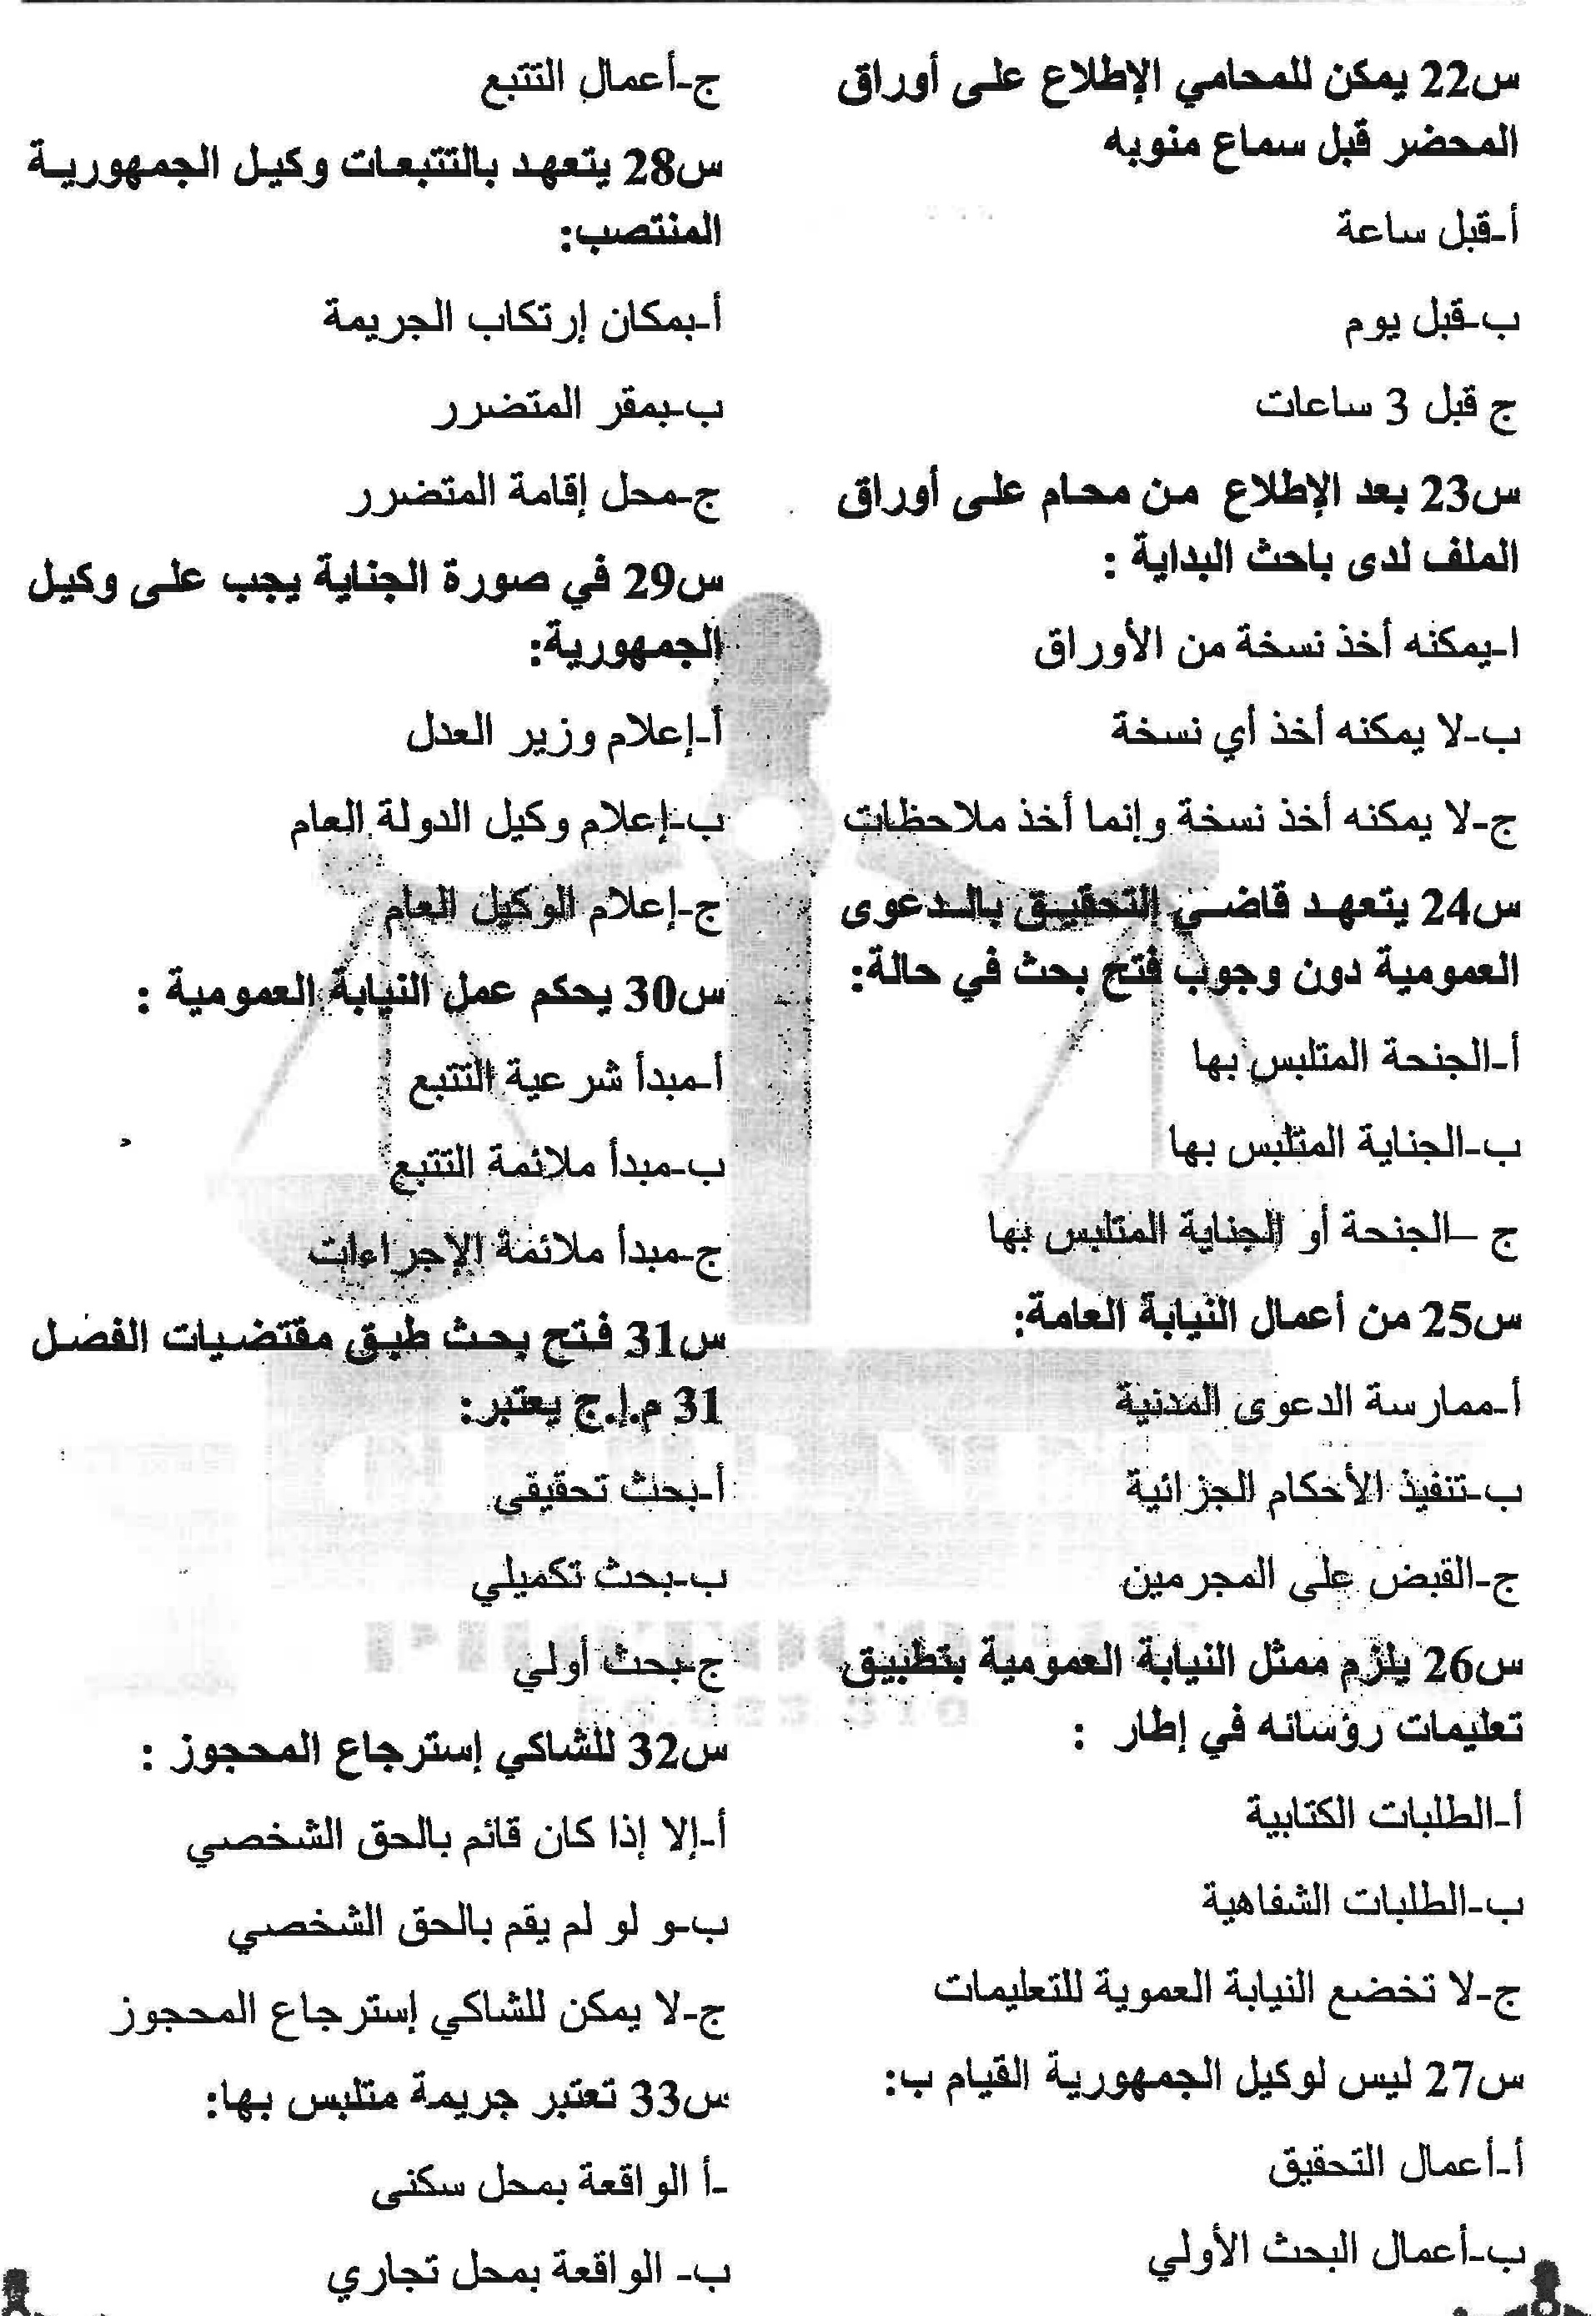 س22 يمكن للمحامي الإطلاع على أوراق
المحضر قبل سماع منوبه
أ-قبل ساعة
ب-قبل يوم
ج قبل 3 ساعات
س23 بعد الإطلاع من محام على أوراق
الملف لدى باحث البداية :
ا-يمكنه أخذ نسخة من الأوراق
ب-لا يمكنه أخذ أي نسخة
ج-لا يمكنه أخذ نسخة وإنما أخذ ملاحظات
س24 يتعهد قاضي التحقيق بالدعوى
العمومية دون وجوب فتح بحث في حالة:
أ-الجنحة المتلبس بها
ب-الجناية المتلبس بها
ج –الجنحة أو الجناية المتلبس بها
س25 من أعمال النيابة العامة:
أ-ممارسة الدعوى المدنية
ب-تنفيذ الأحكام الجزائية
ج-القبض على المجرمين
س26 يلزم ممثل النيابة العمومية بتطبيق
تعليمات رؤسائه في إطار :
أ-الطلبات الكتابية
ب-الطلبات الشفاهية
ج-لا تخضع النيابة العموية للتعليمات
س27 ليس لوكيل الجمهورية القيام ب:
أ-أعمال التحقيق
ب-أعمال البحث الأولي
ج-أعمال التتبع
س28 يتعهد بالتتبعات وكيل الجمهورية
المنتصب:
أ-بمكان إرتكاب الجريمة
ب-بمقر المتضرر
ج-محل إقامة المتضرر
س29 في صورة الجناية يجب على وكيل
الجمهورية:
أ-إعلام وزير العدل
ب-إعلام وكيل الدولة العام
ج-إعلام الوكيل العام
س30 يحكم عمل النيابة العمومية :
أ-مبدأ شرعية التتبع
ب-مبدأ ملائمة التتبع
ج-مبدأ ملائمة الإجراءات
س31 فتح بحث طبق مقتضيات الفصل
31 م.إ.ج يعتبر:
أ-بحث تحقيقي
ب-بحث تكميلي
ج-بحث أولي
س32 للشاكي إسترجاع المحجوز :
أ-إلا إذا كان قائم بالحق الشخصي
ب-و لو لم يقم بالحق الشخصي
ج-لا يمكن للشاكي إسترجاع المحجوز
س33 تعتبر جريمة متلبس بها:
-أ الواقعة بمحل سكنى
ب- الواقعة بمحل تجاري